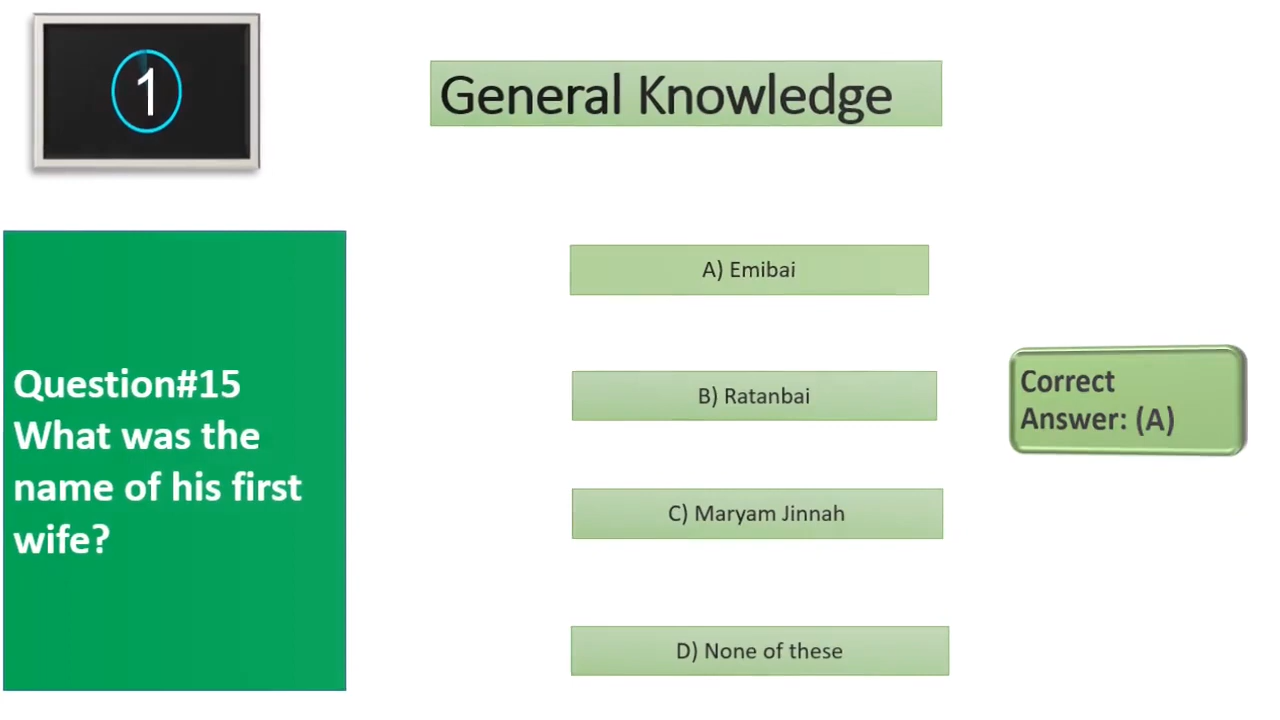 1
General Knowledge
Question#15
What was the
name of his first
wife?
A) Emibai
B) Ratanbai
C) Maryam Jinnah
D) None of these
Correct
Answer: (A)